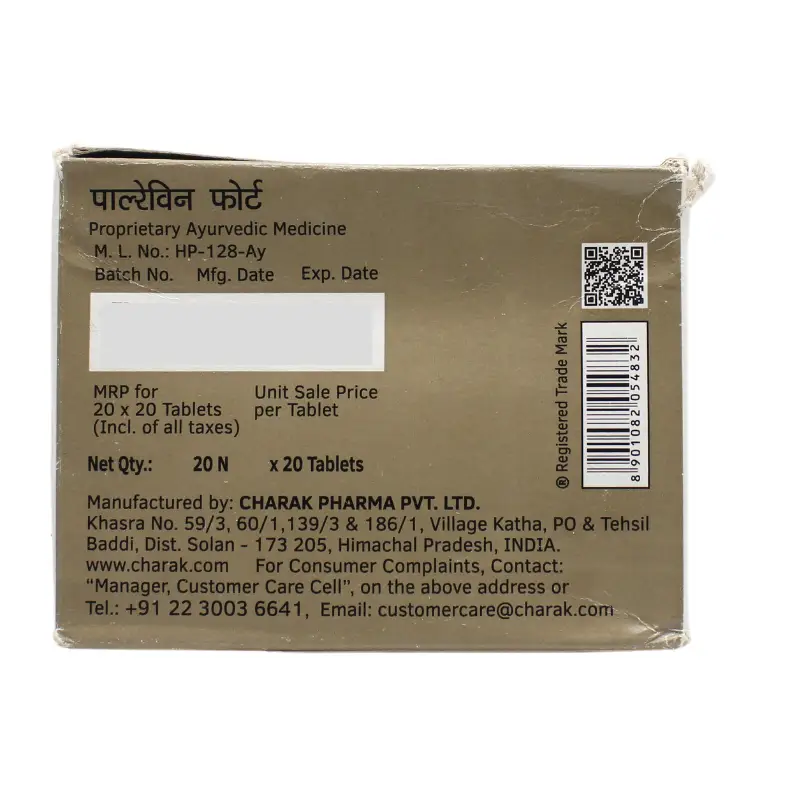 पाल्रेविन फोर्ट
Proprietary Ayurvedic Medicine
M. L. No.: HP-128-Ay
Batch No. Mfg. Date Exp. Date
MRP for
20 x 20 Tablets
(Incl. of all taxes)
Unit Sale Price
per Tablet
Net Qty.: 20 N x 20 Tablets
Manufactured by: CHARAK PHARMA PVT. LTD.
Khasra No. 59/3, 60/1,139/3 & 186/1, Village Katha, PO & Tehsil
Baddi, Dist. Solan - 173 205, Himachal Pradesh, INDIA.
www.charak.com For Consumer Complaints, Contact:
“Manager, Customer Care Cell”, on the above address or
Tel.: +91 22 3003 6641, Email: customercare@charak.com
® Registered Trade Mark
8 901082 054832